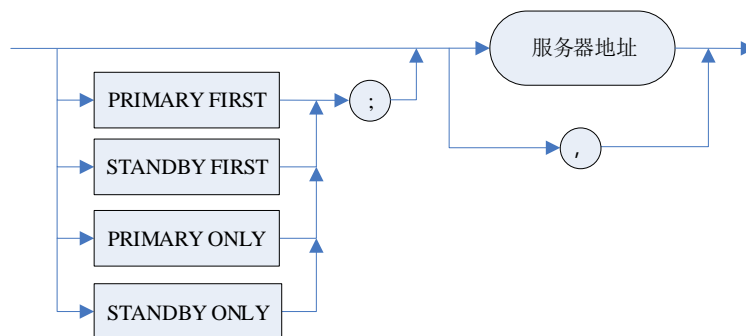 服务器地址
PRIMARY FIRST
;
STANDBY FIRST
,
PRIMARY ONLY
STANDBY ONLY